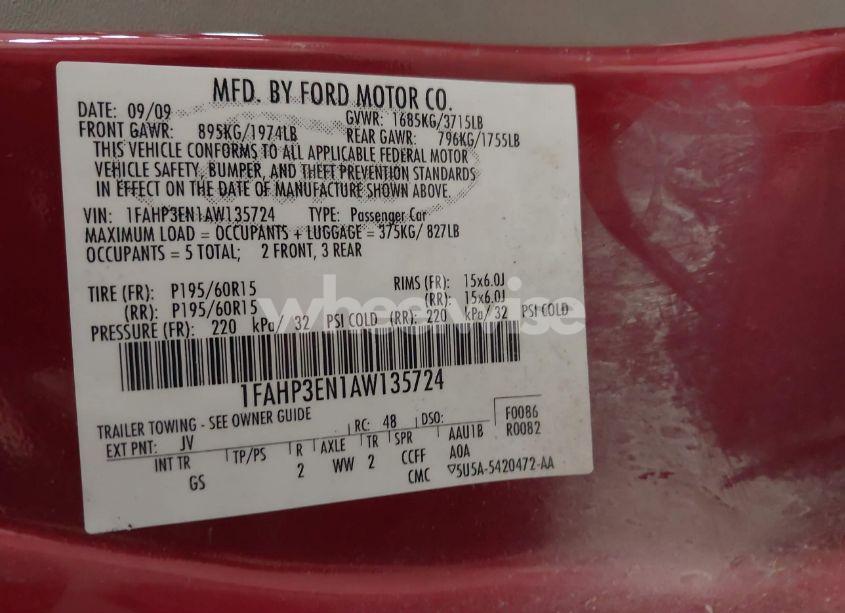 MFD. BY FORD MOTOR CO.
DATE: 09/09 GVWR: 1685KG/3715LB
FRONT GAWR: 895KG/1974LB REAR GAWR: 796KG/1755LB
THIS VEHICLE CONFORMS TO ALL APPLICABLE FEDERAL MOTOR
VEHICLE SAFETY, BUMPER, AND THEFT PREVENTION STANDARDS
IN EFFECT ON THE DATE OF MANUFACTURE SHOWN ABOVE.
VIN: 1FAHP3EN1AW135724 TYPE: Passenger Car
MAXIMUM LOAD = OCCUPANTS + LUGGAGE = 375KG/ 827LB
OCCUPANTS = 5 TOTAL; 2 FRONT, 3 REAR
TIRE (FR): P195/60R15 RIMS (FR): 15x6.0J
(RR): P195/60R15 (RR): 15x6.0J
PRESSURE (FR): 220 kPa/ 32 PSI COLD (RR): 220 kPa/ 32 PSI COLD
wheelwise
1FAHP3EN1AW135724
TRAILER TOWING - SEE OWNER GUIDE
EXT PNT: JV RC: 48 DSO: F0086
INT TR TP/PS R AXLE TR SPR AAU1B R0082
GS 2 WW 2 CCFF A0A
CMC ▽5U5A-5420472-AA